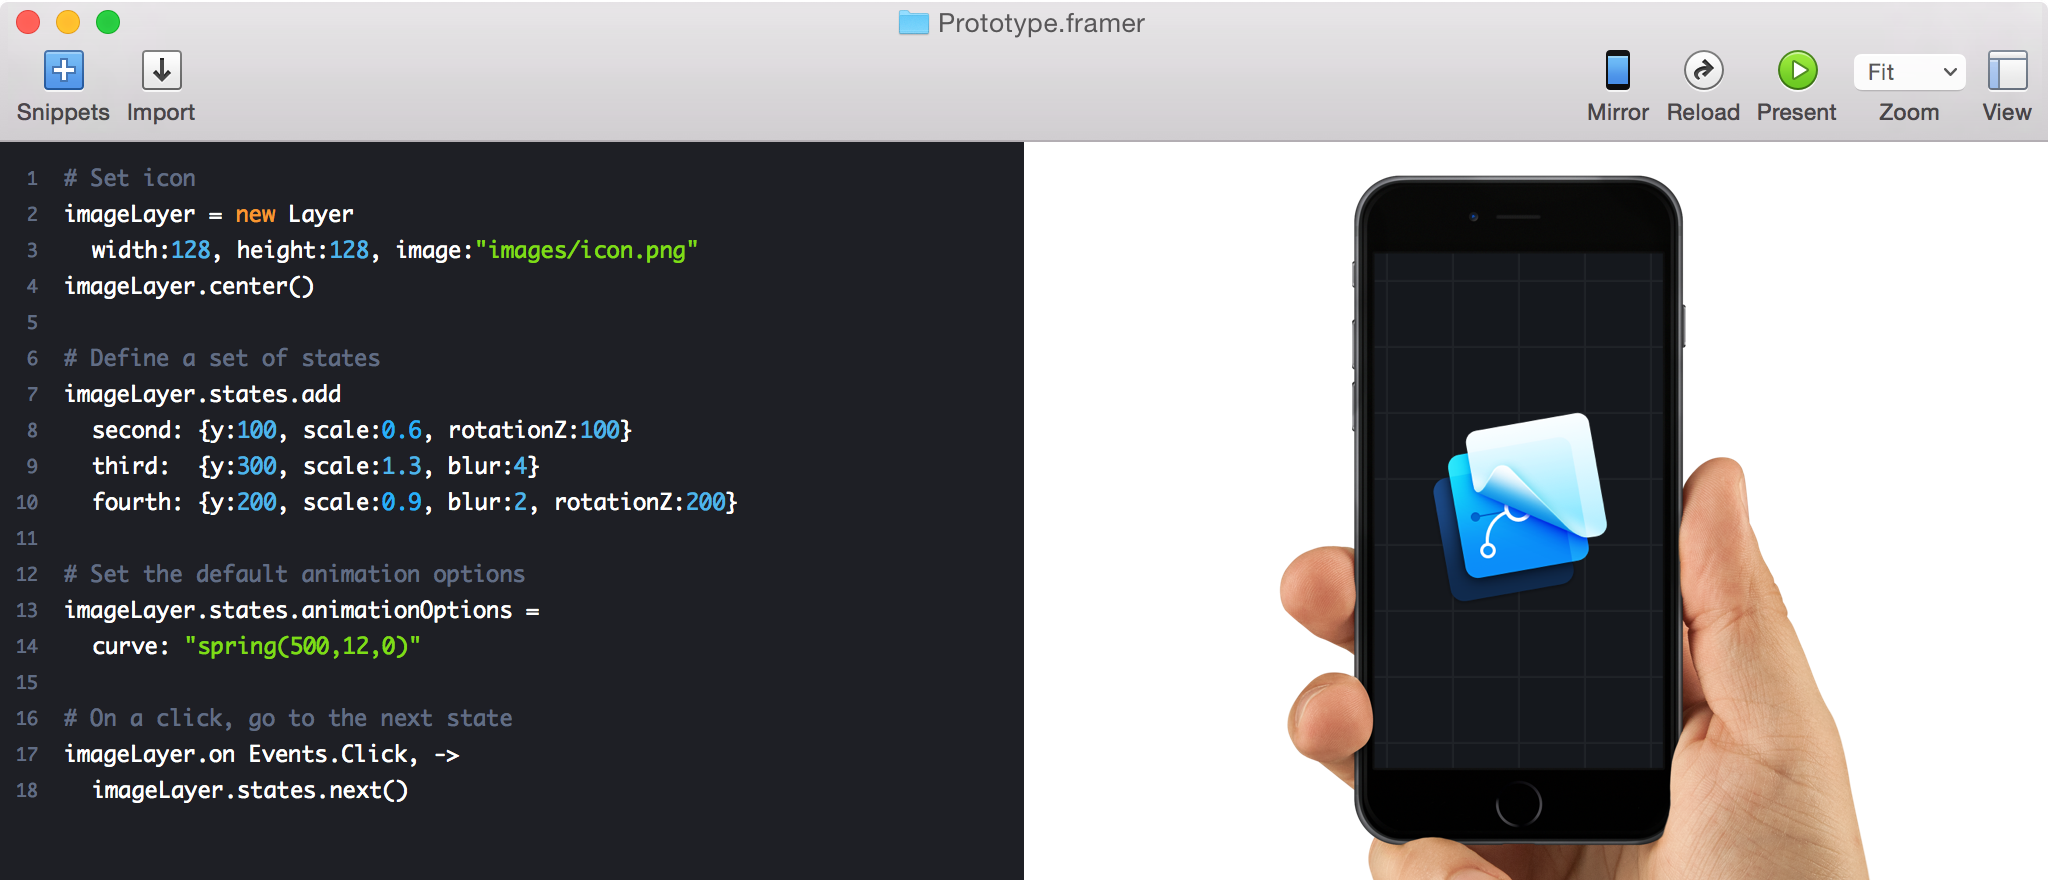 Prototype.framer
Snippets Import
Fit
Mirror Reload Present Zoom View
1 # Set icon
2 imageLayer = new Layer
3   width:128, height:128, image:"images/icon.png"
4 imageLayer.center()
5
6 # Define a set of states
7 imageLayer.states.add
8   second: {y:100, scale:0.6, rotationZ:100}
9   third:  {y:300, scale:1.3, blur:4}
10   fourth: {y:200, scale:0.9, blur:2, rotationZ:200}
11
12 # Set the default animation options
13 imageLayer.states.animationOptions =
14   curve: "spring(500,12,0)"
15
16 # On a click, go to the next state
17 imageLayer.on Events.Click, ->
18   imageLayer.states.next()